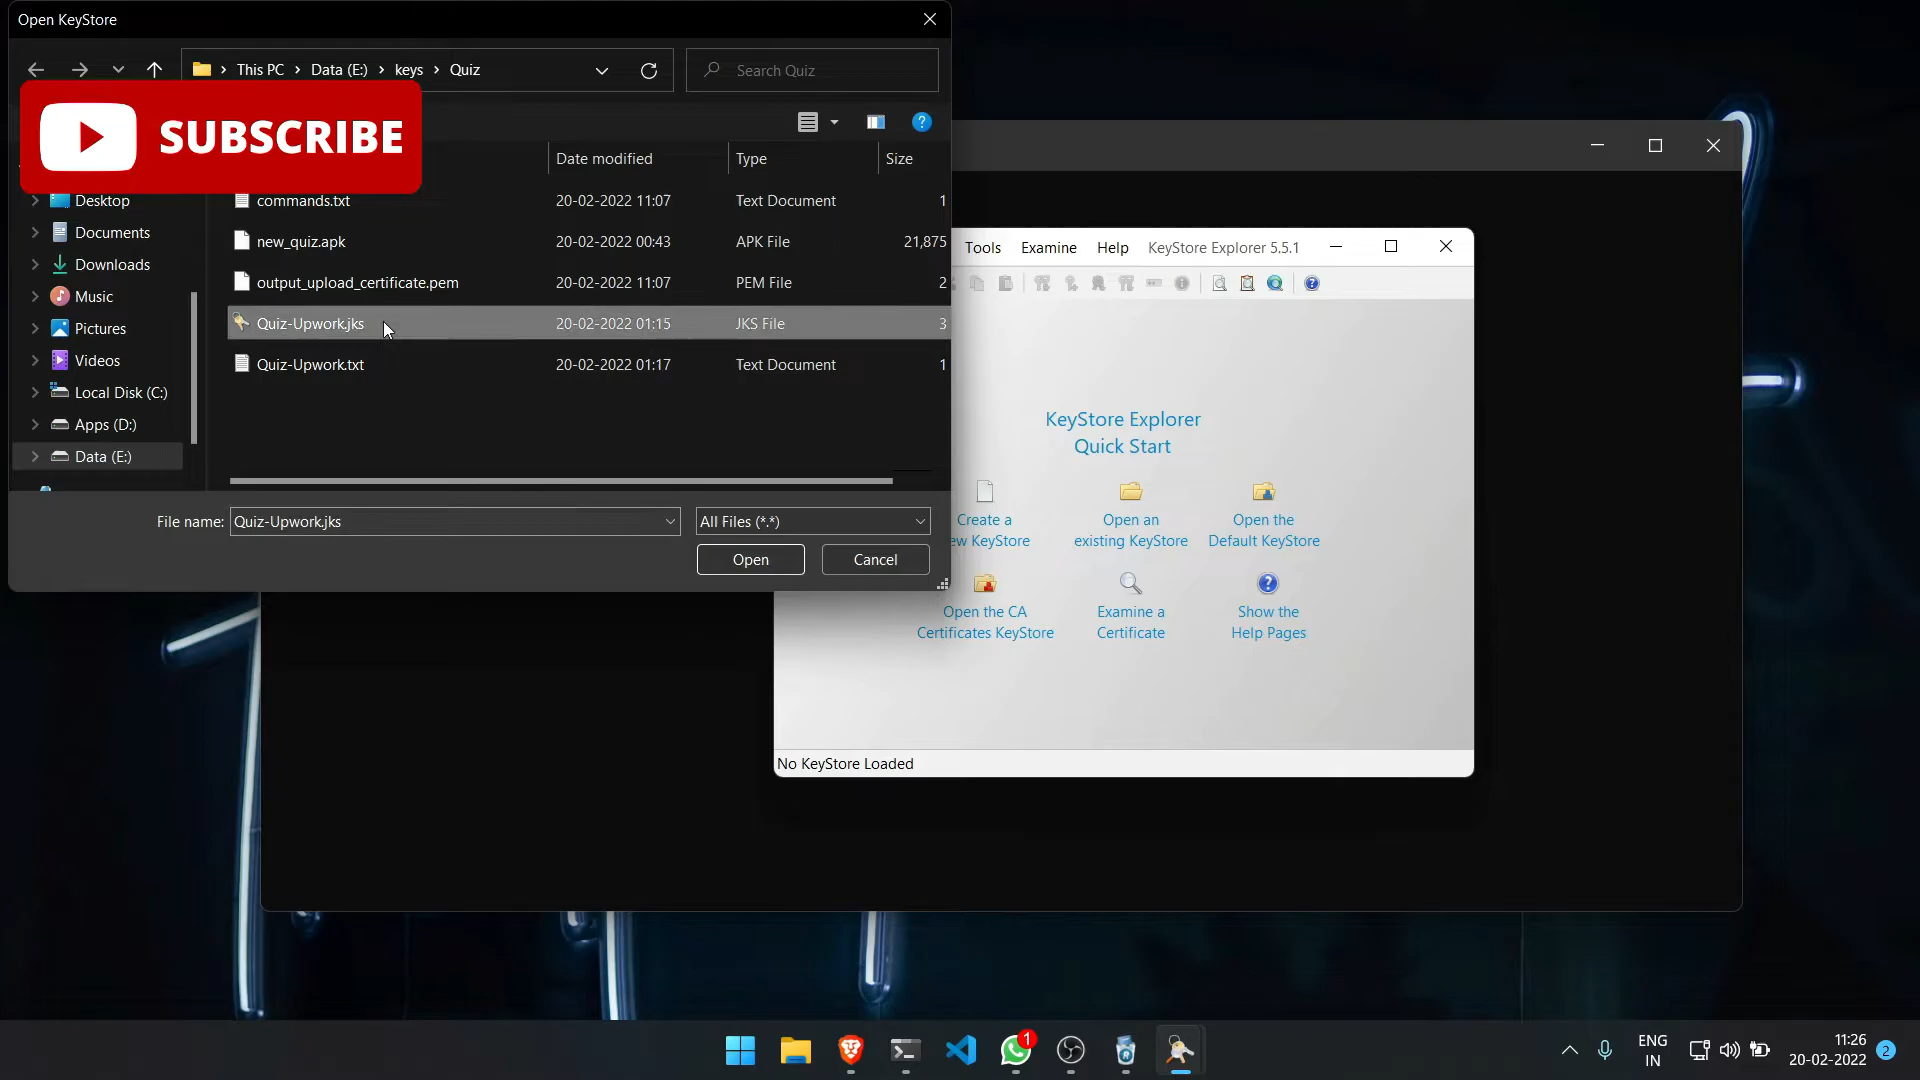 Open KeyStore
This PC > Data (E:) > keys > Quiz
Search Quiz
SUBSCRIBE
Date modified
Type
Size
Desktop
Documents
Downloads
Music
Pictures
Videos
Local Disk (C:)
Apps (D:)
Data (E:)
commands.txt 20-02-2022 11:07 Text Document 1
new_quiz.apk 20-02-2022 00:43 APK File 21,875
output_upload_certificate.pem 20-02-2022 11:07 PEM File 2
Quiz-Upwork.jks 20-02-2022 01:15 JKS File 3
Quiz-Upwork.txt 20-02-2022 01:17 Text Document 1
File name: Quiz-Upwork.jks
All Files (*.*)
Open
Cancel
Tools Examine Help KeyStore Explorer 5.5.1
KeyStore Explorer
Quick Start
Create a
ew KeyStore
Open an
existing KeyStore
Open the
Default KeyStore
Open the CA
Certificates KeyStore
Examine a
Certificate
Show the
Help Pages
No KeyStore Loaded
1
ENG
IN
11:26
20-02-2022
2